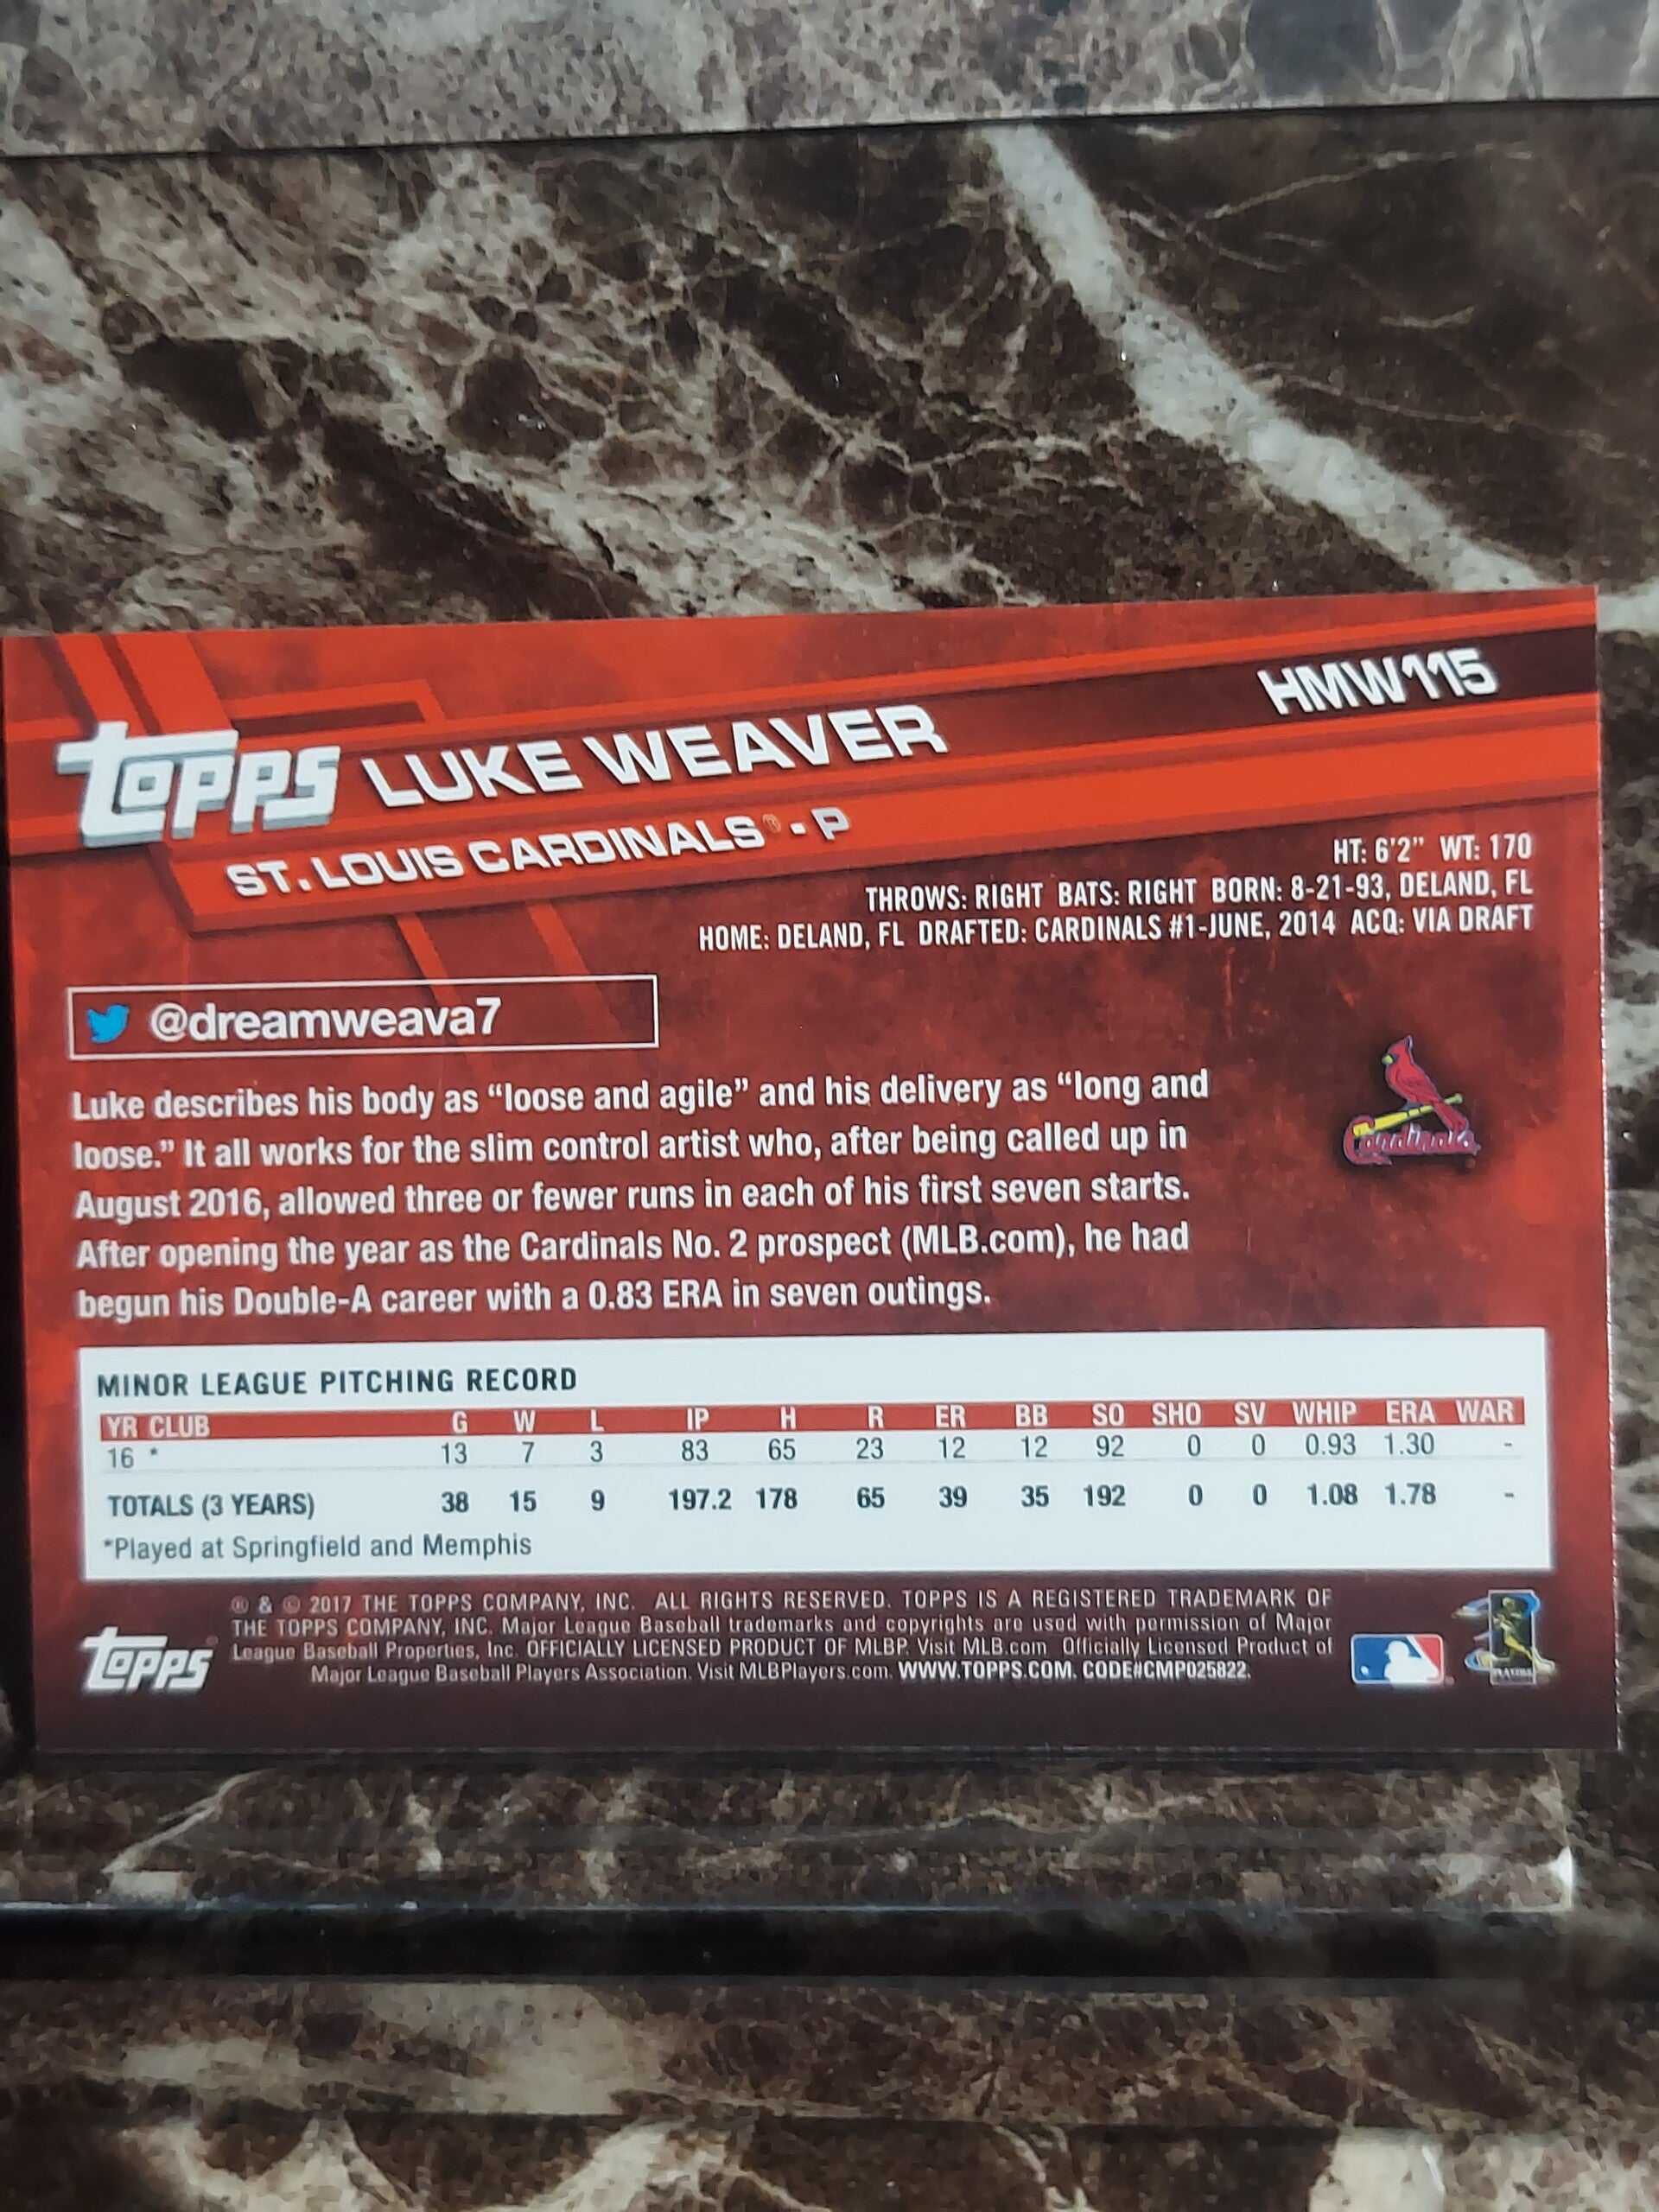 HMW115
TOPPS LUKE WEAVER
ST. LOUIS CARDINALS® - P
HT: 6'2" WT: 170
THROWS: RIGHT BATS: RIGHT BORN: 8-21-93, DELAND, FL
HOME: DELAND, FL DRAFTED: CARDINALS #1-JUNE, 2014 ACQ: VIA DRAFT
@dreamweava7
Luke describes his body as “loose and agile” and his delivery as “long and
loose.” It all works for the slim control artist who, after being called up in
August 2016, allowed three or fewer runs in each of his first seven starts.
After opening the year as the Cardinals No. 2 prospect (MLB.com), he had
begun his Double-A career with a 0.83 ERA in seven outings.
Cardinals
MINOR LEAGUE PITCHING RECORD
YR CLUB G W L IP H R ER BB SO SHO SV WHIP ERA WAR
16 * 13 7 3 83 65 23 12 12 92 0 0 0.93 1.30 -
TOTALS (3 YEARS) 38 15 9 197.2 178 65 39 35 192 0 0 1.08 1.78 -
*Played at Springfield and Memphis
® & © 2017 THE TOPPS COMPANY, INC. ALL RIGHTS RESERVED. TOPPS IS A REGISTERED TRADEMARK OF
THE TOPPS COMPANY, INC. Major League Baseball trademarks and copyrights are used with permission of Major
League Baseball Properties, Inc. OFFICIALLY LICENSED PRODUCT OF MLBP. Visit MLB.com Officially Licensed Product of
Major League Baseball Players Association. Visit MLBPlayers.com. WWW.TOPPS.COM. CODE#CMP025822.
TOPPS
PLAYERS